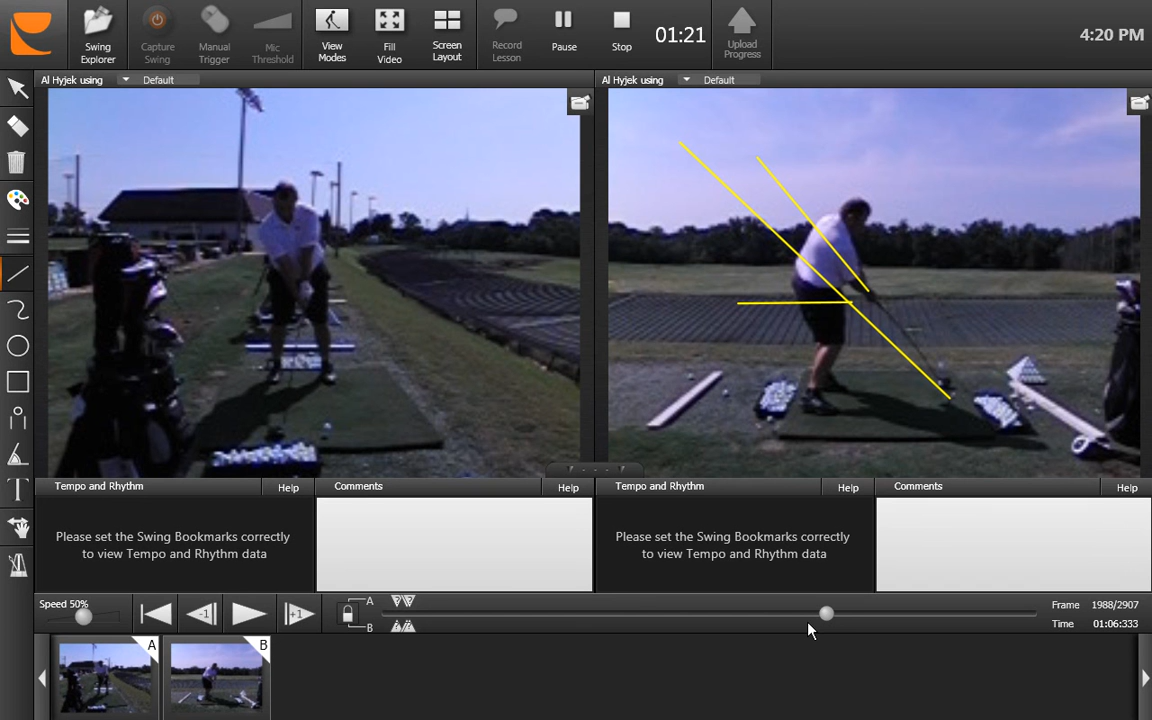 Swing
Explorer
Capture
Swing
Manual
Trigger
Mic
Threshold
View
Modes
Fill
Video
Screen
Layout
Record
Lesson
Pause
Stop
01:21
Upload
Progress
4:20 PM
Al Hyjek using
Default
Al Hyjek using
Default
T
Tempo and Rhythm
Help
Comments
Help
Tempo and Rhythm
Help
Comments
Help
Please set the Swing Bookmarks correctly
to view Tempo and Rhythm data
Please set the Swing Bookmarks correctly
to view Tempo and Rhythm data
Speed 50%
-1
+1
A
B
Frame 1988/2907
Time 01:06:333
A
B